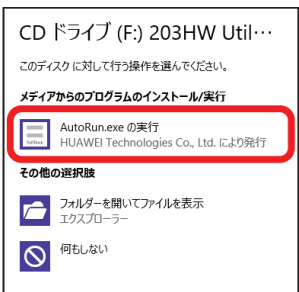 CD ドライブ (F:) 203HW Util…
このディスク に対して行う操作を選んでください。
メディアからのプログラムのインストール/実行
AutoRun.exe の実行
HUAWEI Technologies Co., Ltd. により発行
その他の選択肢
フォルダーを開いてファイルを表示
エクスプローラー
何もしない